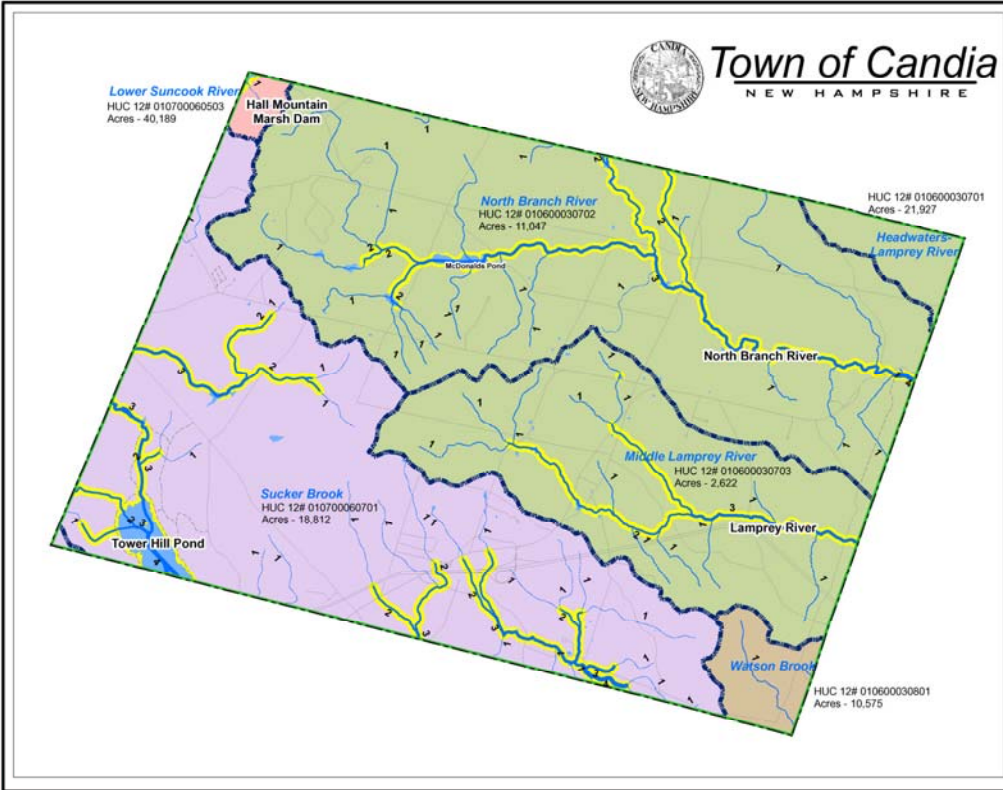 CANDIA
NEW HAMPSHIRE
Town of Candia
NEW HAMPSHIRE
Lower Suncook River
HUC 12# 010700060503
Acres - 40,189
Hall Mountain
Marsh Dam
North Branch River
HUC 12# 010600030702
Acres - 11,047
HUC 12# 010600030701
Acres - 21,927
Headwaters-
Lamprey River
McDonalds Pond
North Branch River
Middle Lamprey River
HUC 12# 010600030703
Acres - 2,622
Sucker Brook
HUC 12# 010700060701
Acres - 18,812
Lamprey River
Tower Hill Pond
Watson Brook
HUC 12# 010600030801
Acres - 10,575